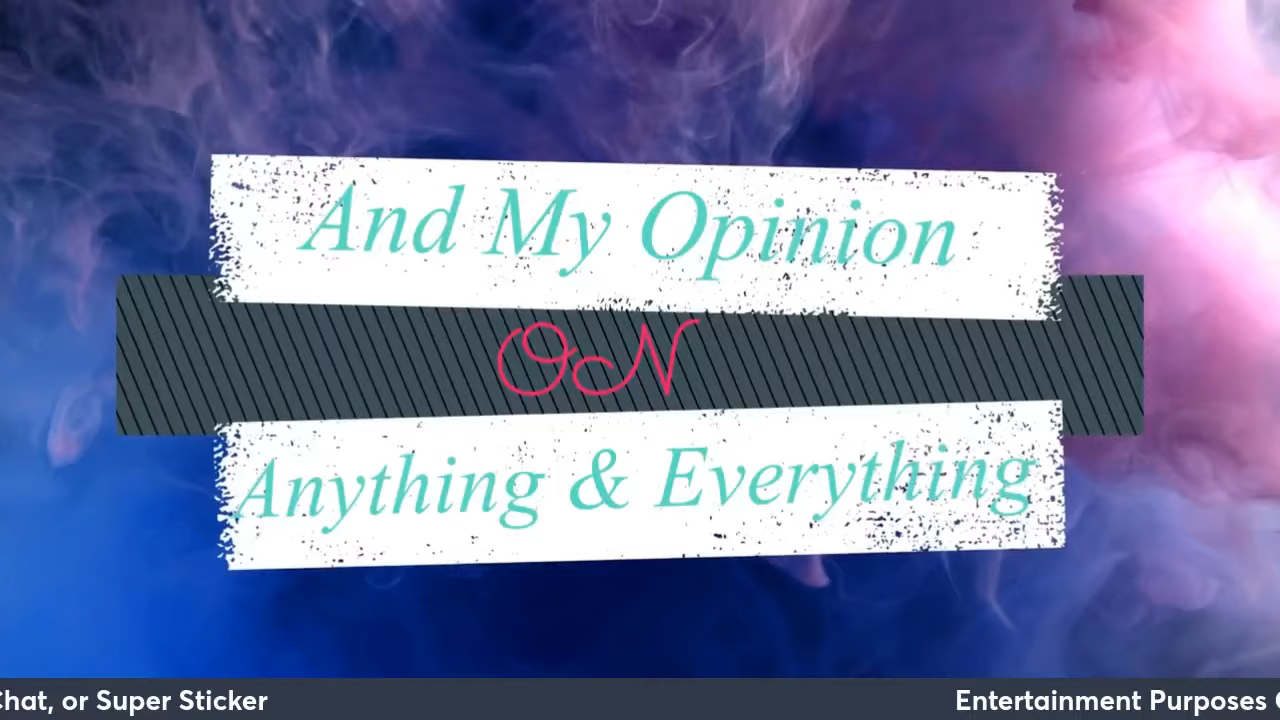 And My Opinion
ON
Anything & Everything
Chat, or Super Sticker
Entertainment Purposes